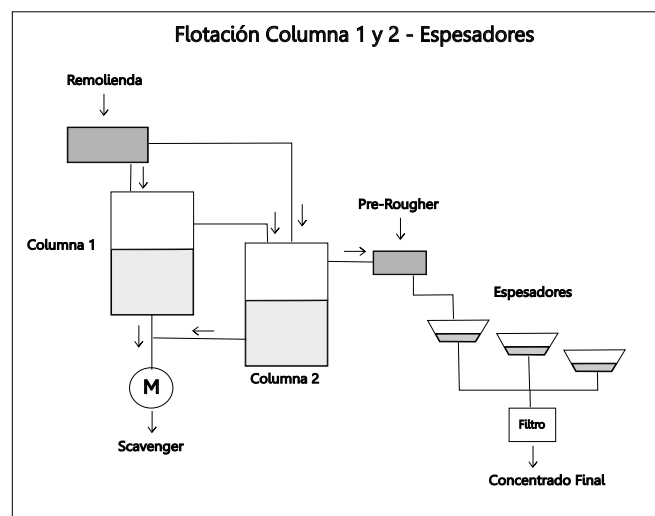 Flotación Columna 1 y 2 - Espesadores
Remolienda
Pre-Rougher
Columna 1
Espesadores
Columna 2
M
Filtro
Scavenger
Concentrado Final